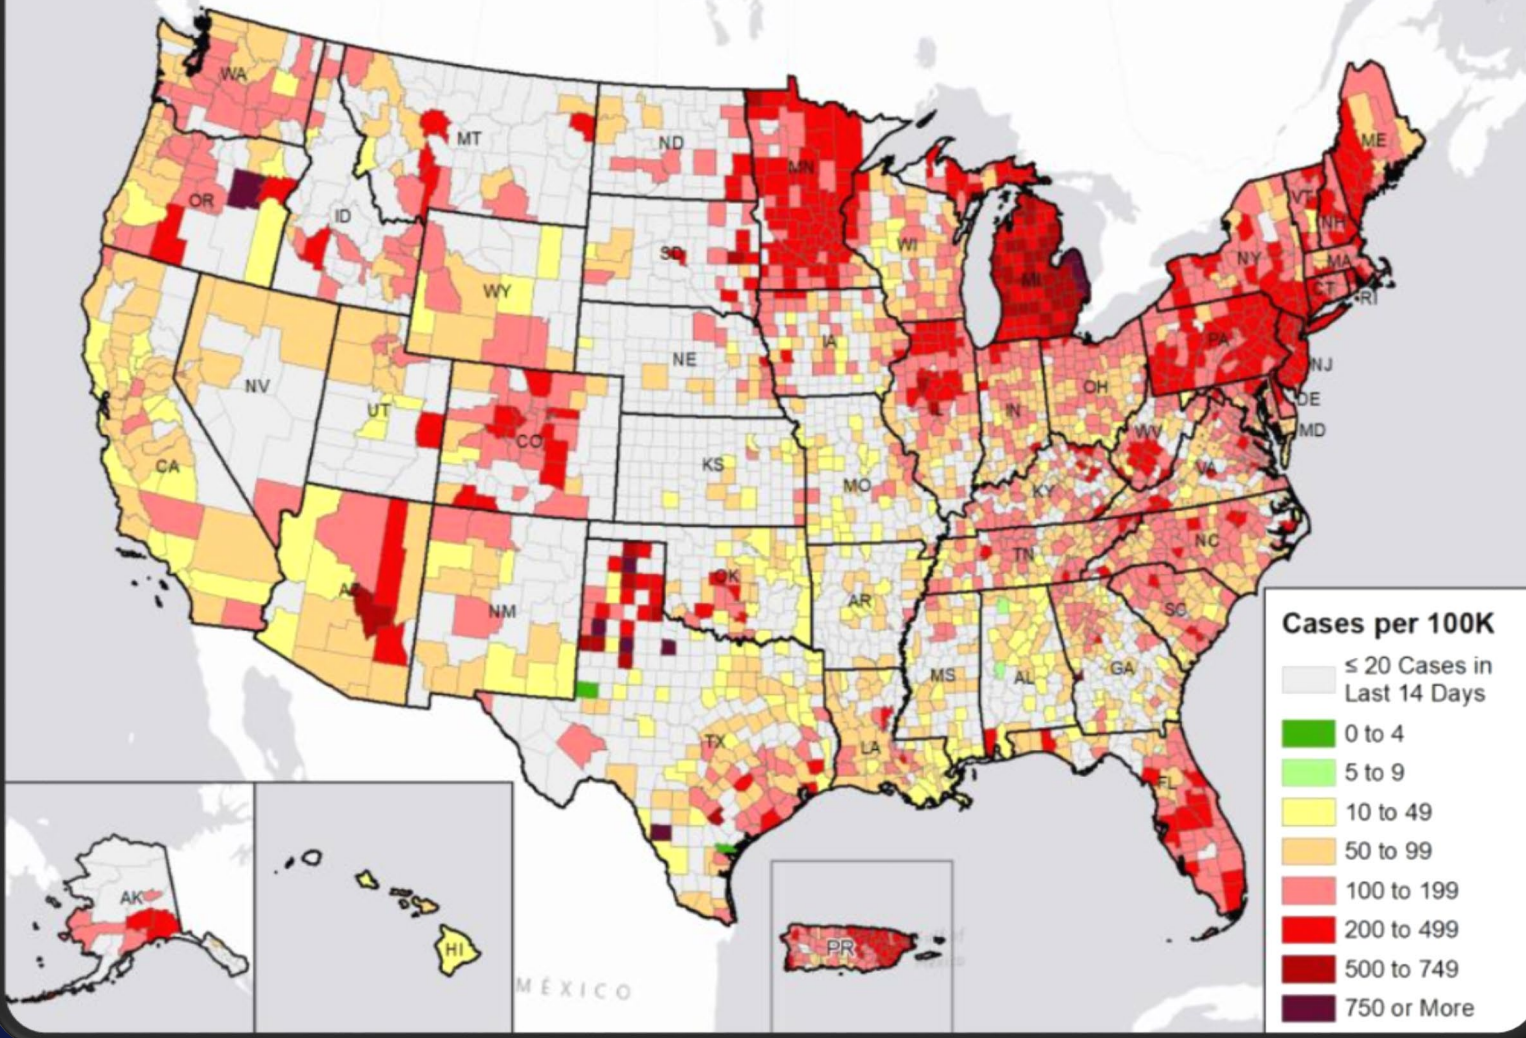 WA
MT
ND
MN
ME
OR
ID
SD
WI
VT
NH
NY
MA
WY
MI
CT
RI
IA
PA
NE
NJ
NV
UT
CO
IL
IN
OH
DE
MD
CA
KS
MO
WV
VA
KY
AZ
NM
OK
AR
TN
NC
SC
MS
AL
GA
TX
LA
FL
AK
HI
PR
MÉXICO
Cases per 100K
≤ 20 Cases in
Last 14 Days
0 to 4
5 to 9
10 to 49
50 to 99
100 to 199
200 to 499
500 to 749
750 or More